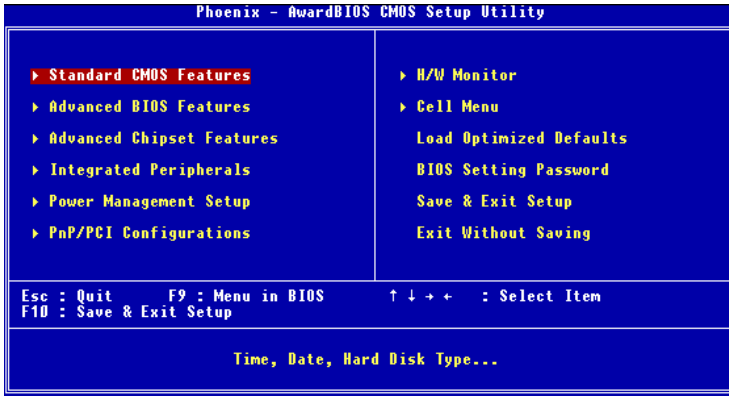 Phoenix - AwardBIOS CMOS Setup Utility
▸ Standard CMOS Features
▸ Advanced BIOS Features
▸ Advanced Chipset Features
▸ Integrated Peripherals
▸ Power Management Setup
▸ PnP/PCI Configurations
▸ H/W Monitor
▸ Cell Menu
Load Optimized Defaults
BIOS Setting Password
Save & Exit Setup
Exit Without Saving
Esc : Quit F9 : Menu in BIOS ↑ ↓ → ← : Select Item
F10 : Save & Exit Setup
Time, Date, Hard Disk Type...